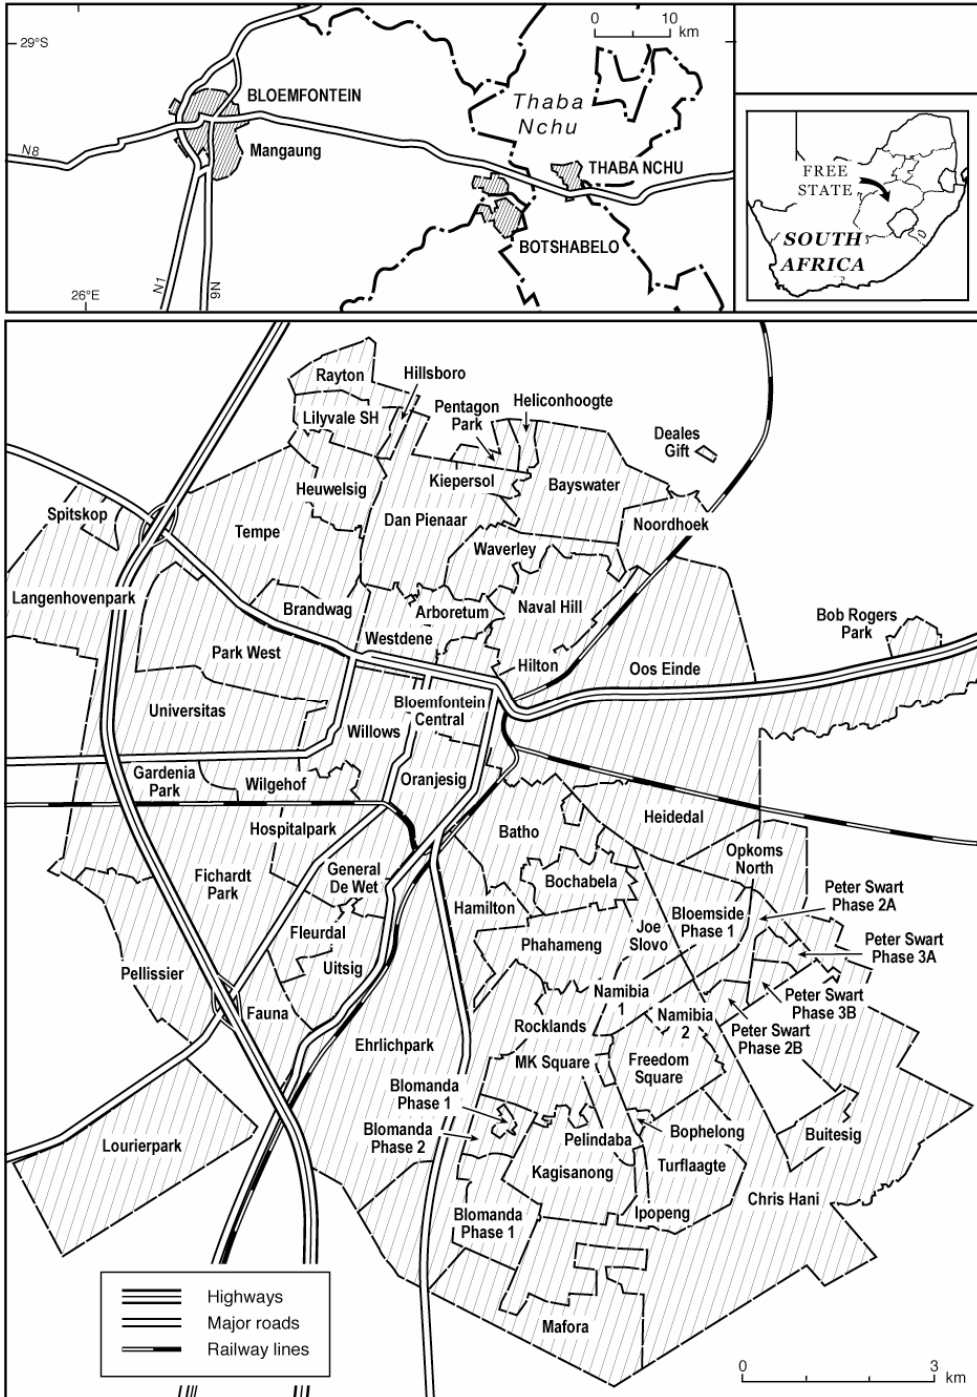 29°S
0 10
km
BLOEMFONTEIN
Thaba
Nchu
N8
Mangaung
THABA NCHU
BOTSHABELO
26°E
N1
N6
FREE
STATE
SOUTH
AFRICA
Rayton
Hillsboro
Lilyvale SH
Pentagon
Park
Heliconhoogte
Deales
Gift
Heuwelsig
Kiepersol
Bayswater
Spitskop
Tempe
Dan Pienaar
Noordhoek
Waverley
Langenhovenpark
Brandwag
Arboretum
Naval Hill
Bob Rogers
Park
Park West
Westdene
Hilton
Oos Einde
Universitas
Bloemfontein
Central
Willows
Gardenia
Park
Wilgehof
Oranjesig
Hospitalpark
Batho
Heidedal
Opkoms
North
Fichardt
Park
General
De Wet
Bochabela
Peter Swart
Phase 2A
Hamilton
Joe
Slovo
Bloemside
Phase 1
Fleurdal
Phahameng
Peter Swart
Phase 3A
Pellissier
Uitsig
Namibia
1
Peter Swart
Phase 3B
Fauna
Rocklands
Namibia
2
Peter Swart
Phase 2B
Ehrlichpark
MK Square
Freedom
Square
Blomanda
Phase 1
Blomanda
Phase 2
Pelindaba
Bophelong
Buitesig
Lourierpark
Kagisanong
Turflaagte
Chris Hani
Blomanda
Phase 1
Ipopeng
Mafora
Highways
Major roads
Railway lines
0 3
km